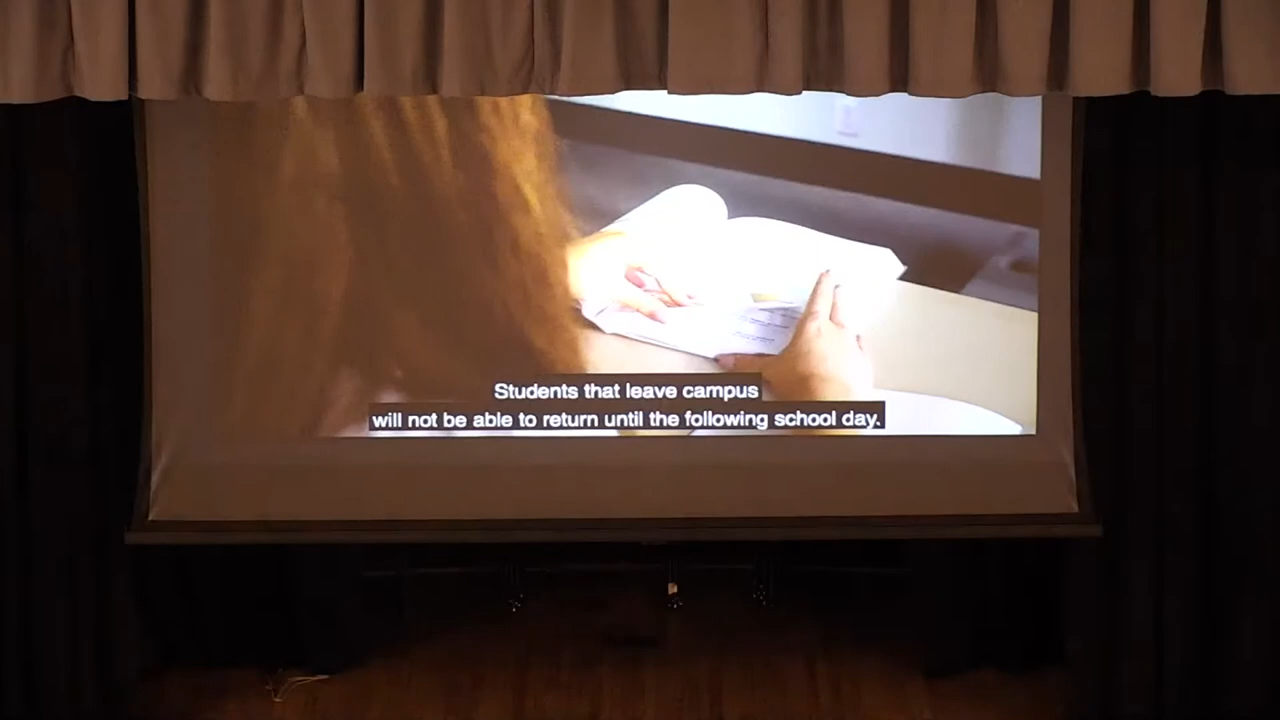 Students that leave campus
will not be able to return until the following school day.